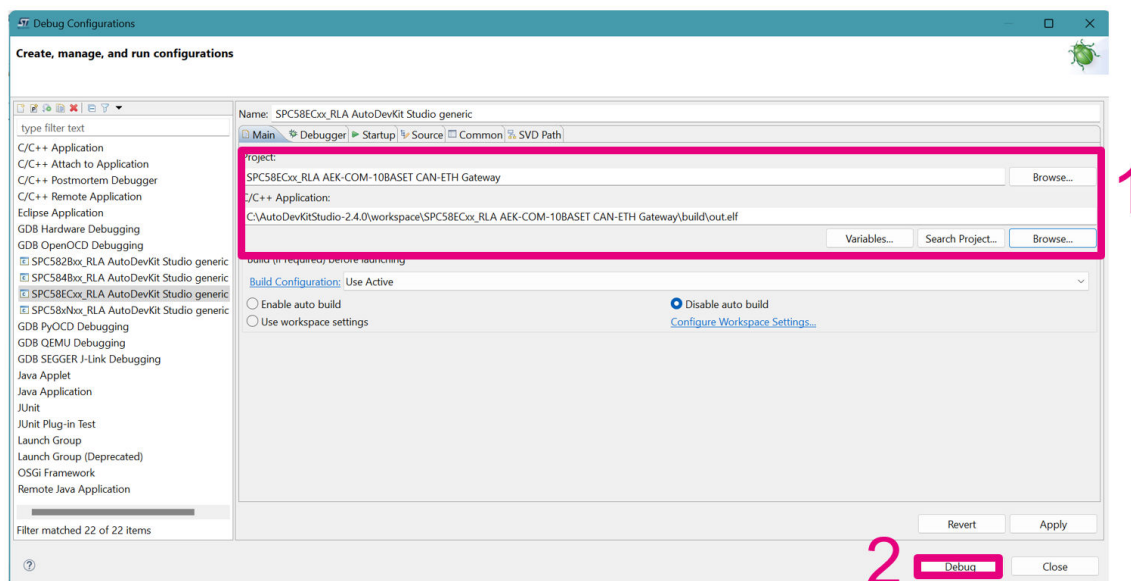 Debug Configurations
Create, manage, and run configurations
type filter text
C/C++ Application
C/C++ Attach to Application
C/C++ Postmortem Debugger
C/C++ Remote Application
Eclipse Application
GDB Hardware Debugging
GDB OpenOCD Debugging
SPC582Bxx_RLA AutoDevKit Studio generic
SPC584Bxx_RLA AutoDevKit Studio generic
SPC58ECxx_RLA AutoDevKit Studio generic
SPC58xNxx_RLA AutoDevKit Studio generic
GDB PyOCD Debugging
GDB QEMU Debugging
GDB SEGGER J-Link Debugging
Java Applet
Java Application
JUnit
JUnit Plug-in Test
Launch Group
Launch Group (Deprecated)
OSGi Framework
Remote Java Application
Filter matched 22 of 22 items
Name: SPC58ECxx_RLA AutoDevKit Studio generic
Main Debugger Startup Source Common SVD Path
Project:
SPC58ECxx_RLA AEK-COM-10BASET CAN-ETH Gateway Browse...
C/C++ Application:
C:\AutoDevKitStudio-2.4.0\workspace\SPC58ECxx_RLA AEK-COM-10BASET CAN-ETH Gateway\build\out.elf
Variables... Search Project... Browse...
1
Build (if required) before launching
Build Configuration: Use Active
Enable auto build Disable auto build
Use workspace settings Configure Workspace Settings...
Revert Apply
2
Debug Close